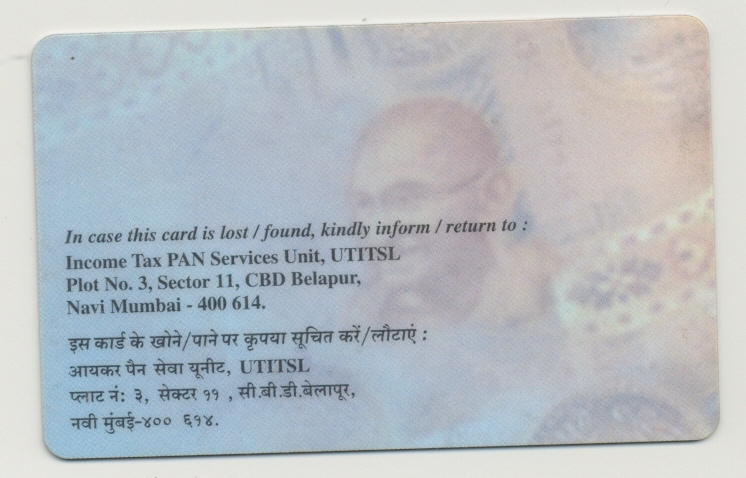 In case this card is lost / found, kindly inform / return to :
Income Tax PAN Services Unit, UTITSL
Plot No. 3, Sector 11, CBD Belapur,
Navi Mumbai - 400 614.
इस कार्ड के खोने/पाने पर कृपया सूचित करें/लौटाएं :
आयकर पैन सेवा यूनीट, UTITSL
प्लाट नं: ३, सेक्टर ११ , सी.बी.डी.बेलापूर,
नवी मुंबई-४०० ६१४.